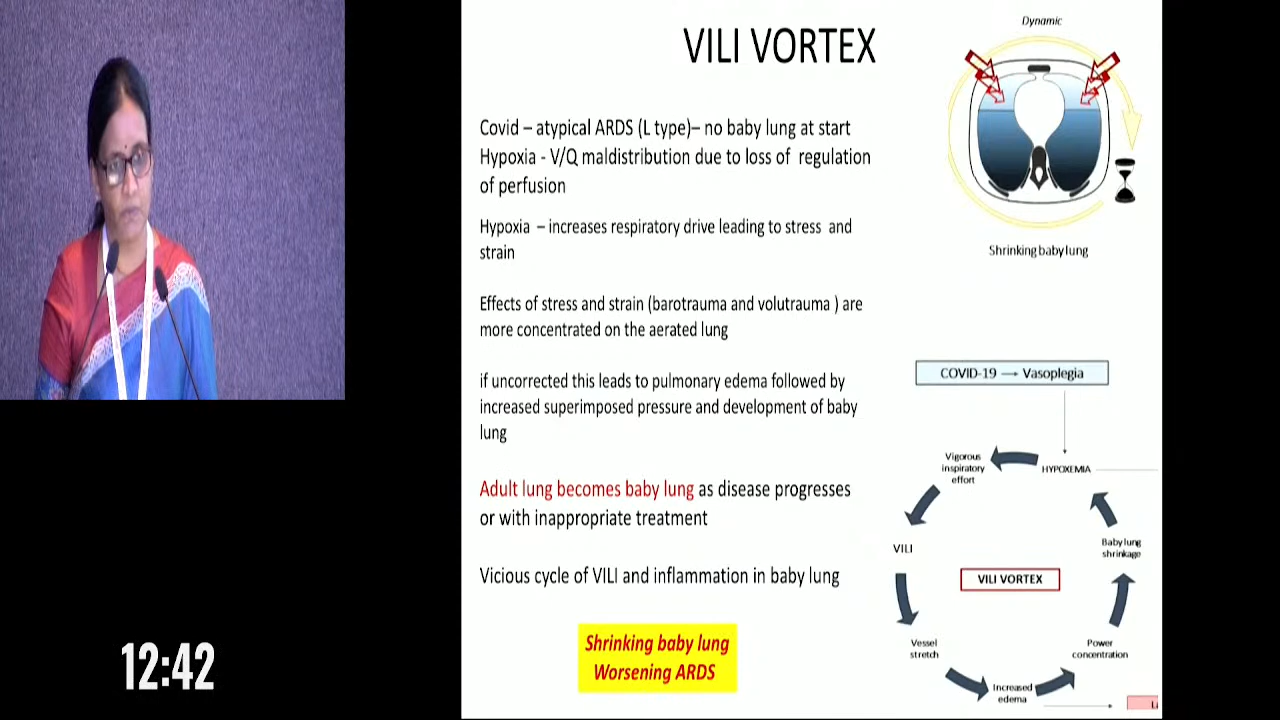 VILI VORTEX
Dynamic
Covid – atypical ARDS (L type)– no baby lung at start
Hypoxia - V/Q maldistribution due to loss of regulation
of perfusion
Hypoxia – increases respiratory drive leading to stress and
strain
Shrinking baby lung
Effects of stress and strain (barotrauma and volutrauma ) are
more concentrated on the aerated lung
if uncorrected this leads to pulmonary edema followed by
increased superimposed pressure and development of baby
lung
Adult lung becomes baby lung as disease progresses
or with inappropriate treatment
Vicious cycle of VILI and inflammation in baby lung
Shrinking baby lung
Worsening ARDS
COVID-19 → Vasoplegia
HYPOXEMIA
Vigorous
inspiratory
effort
VILI
Vessel
stretch
Increased
edema
Power
concentration
Baby lung
shrinkage
VILI VORTEX
12:42